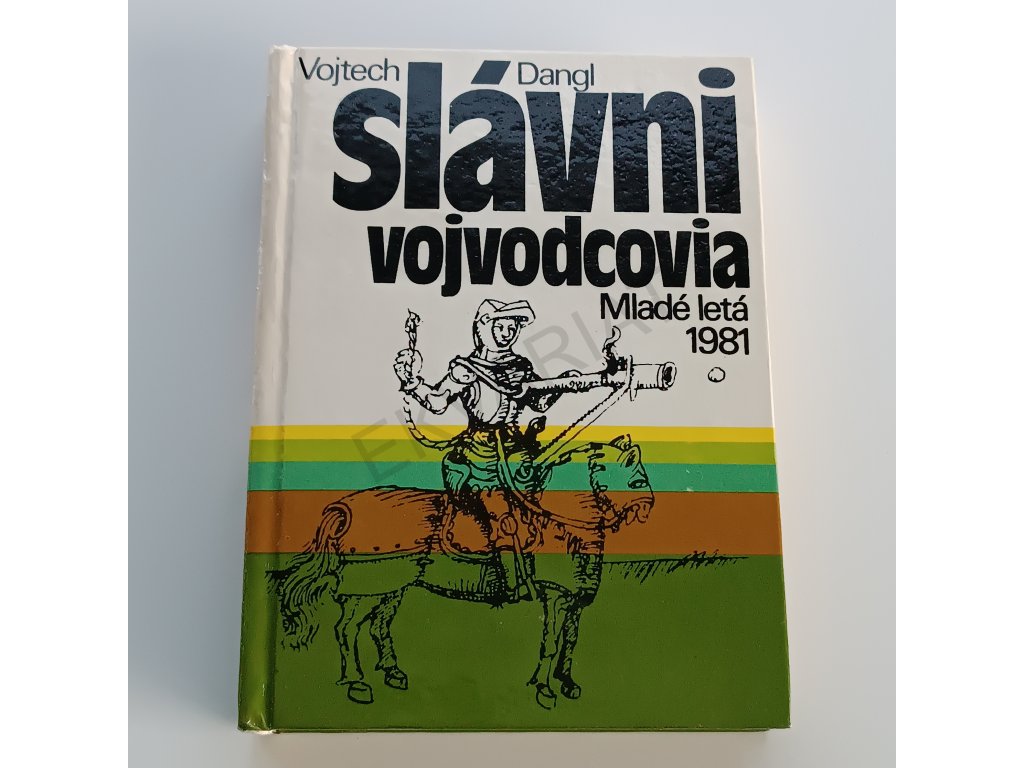 Vojtech Dangl
slávni
vojvodcovia
Mladé letá
1981